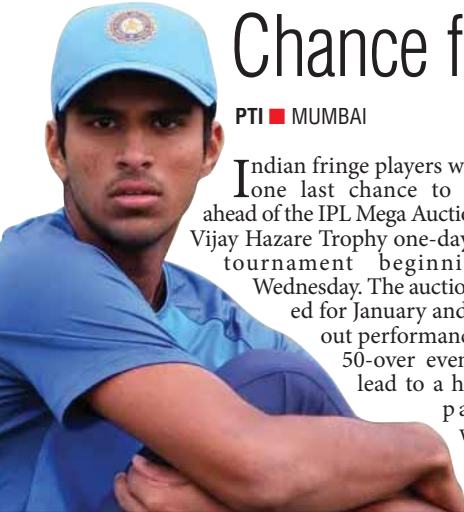 Chance f
PTI ■ MUMBAI
Indian fringe players w
one last chance to
ahead of the IPL Mega Auctio
Vijay Hazare Trophy one-day
tournament beginni
Wednesday. The auctio
ed for January and
out performanc
50-over even
lead to a h
pa